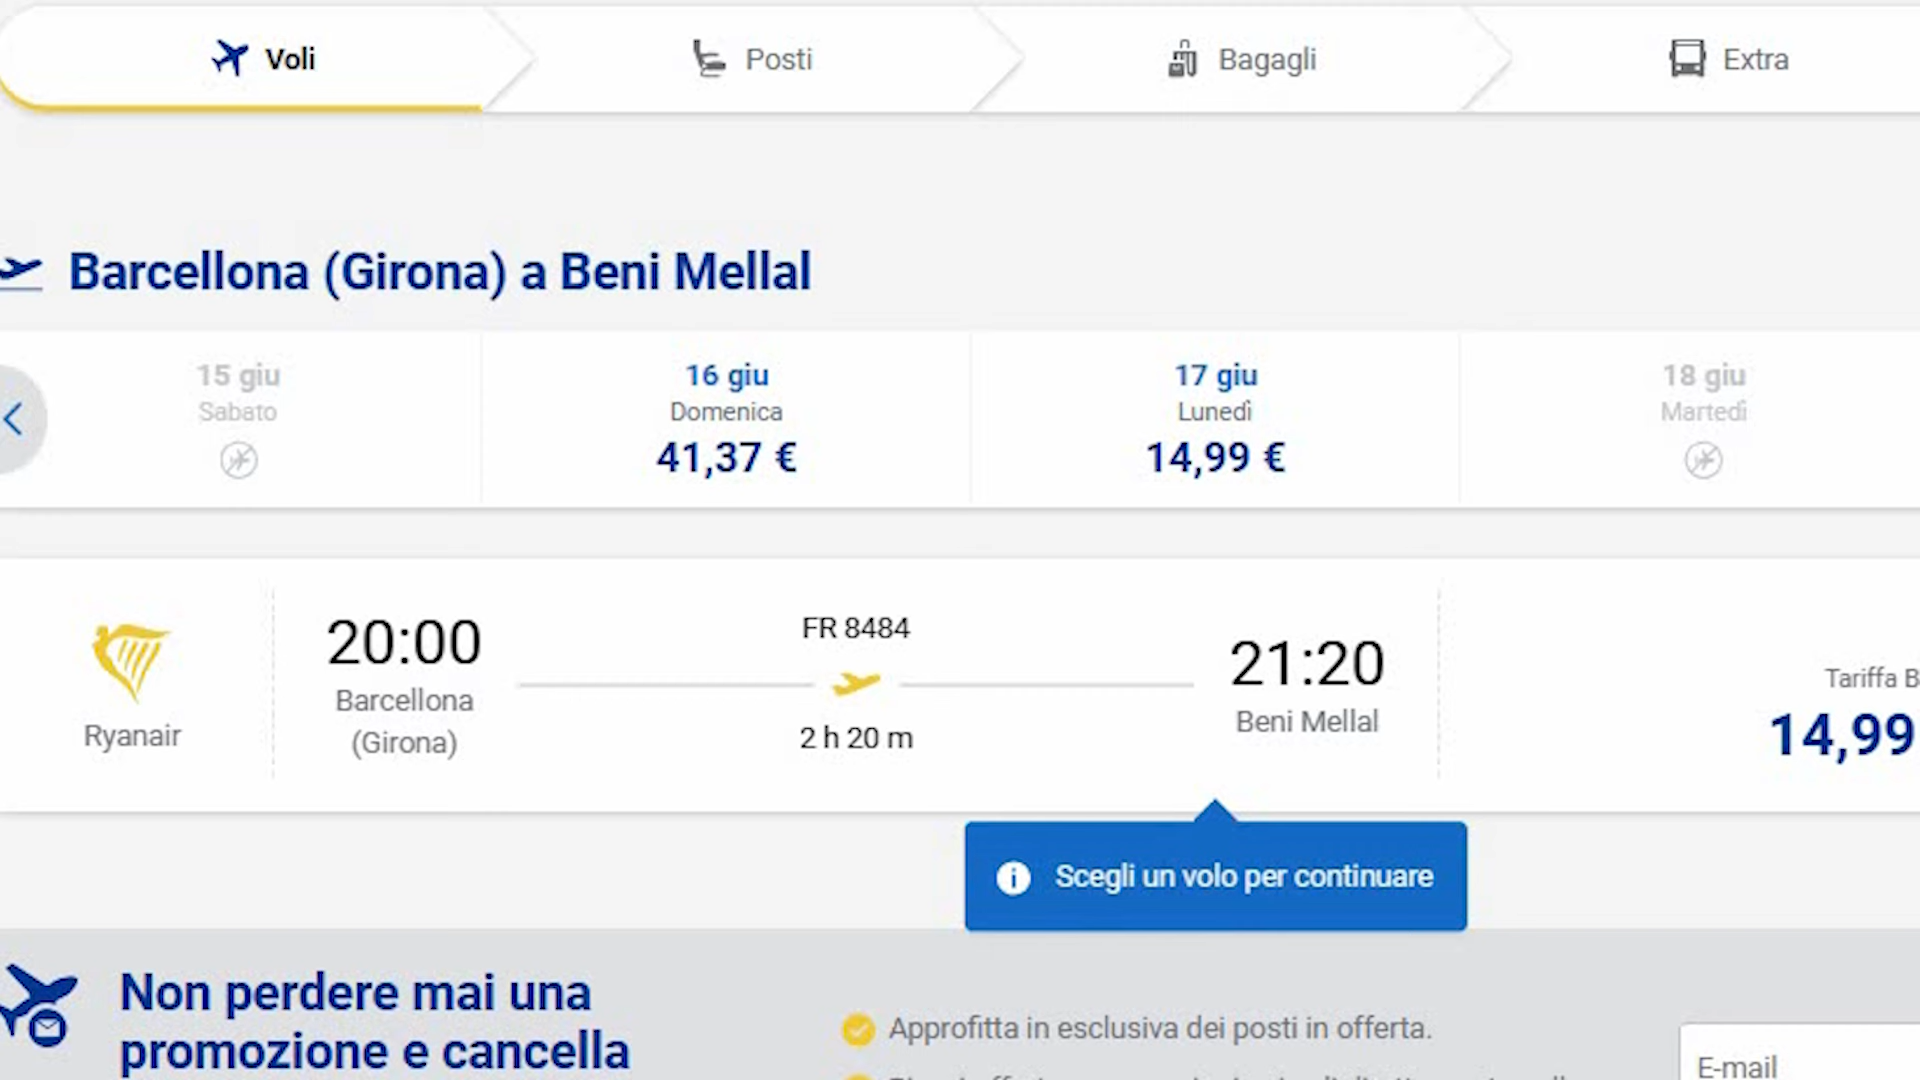 Voli
Posti
Bagagli
Extra
Barcellona (Girona) a Beni Mellal
15 giu
Sabato
16 giu
Domenica
41,37 €
17 giu
Lunedì
14,99 €
18 giu
Martedì
Ryanair
20:00
Barcellona
(Girona)
FR 8484
2 h 20 m
21:20
Beni Mellal
Tariffa B
14,99
Scegli un volo per continuare
Non perdere mai una
promozione e cancella
Approfitta in esclusiva dei posti in offerta.
E-mail